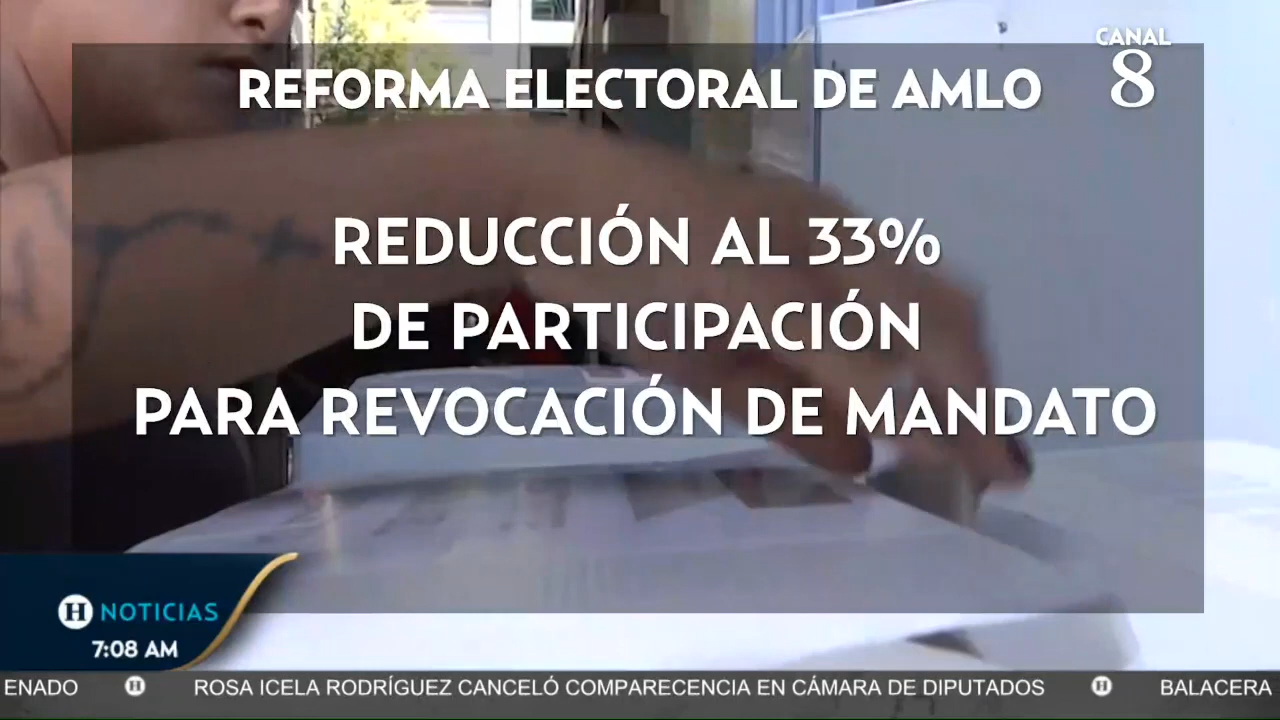 CANAL
8
REFORMA ELECTORAL DE AMLO
REDUCCIÓN AL 33%
DE PARTICIPACIÓN
PARA REVOCACIÓN DE MANDATO
H NOTICIAS
7:08 AM
ENADO H ROSA ICELA RODRÍGUEZ CANCELÓ COMPARECENCIA EN CÁMARA DE DIPUTADOS H BALACERA